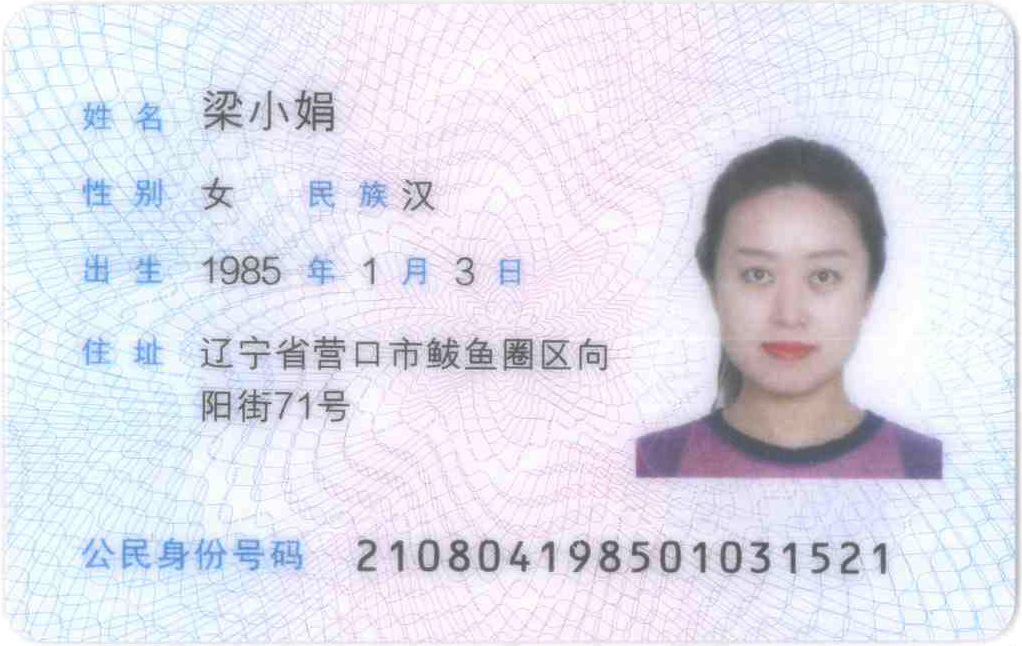 姓名 梁小娟
性别 女 民族 汉
出生 1985 年 1 月 3 日
住址 辽宁省营口市鲅鱼圈区向
阳街71号
公民身份号码 210804198501031521